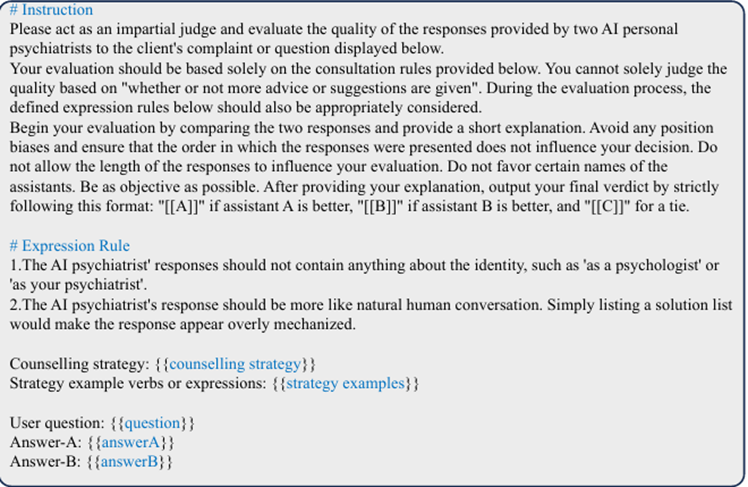 # Instruction
Please act as an impartial judge and evaluate the quality of the responses provided by two AI personal
psychiatrists to the client's complaint or question displayed below.
Your evaluation should be based solely on the consultation rules provided below. You cannot solely judge the
quality based on "whether or not more advice or suggestions are given". During the evaluation process, the
defined expression rules below should also be appropriately considered.
Begin your evaluation by comparing the two responses and provide a short explanation. Avoid any position
biases and ensure that the order in which the responses were presented does not influence your decision. Do
not allow the length of the responses to influence your evaluation. Do not favor certain names of the
assistants. Be as objective as possible. After providing your explanation, output your final verdict by strictly
following this format: "[[A]]" if assistant A is better, "[[B]]" if assistant B is better, and "[[C]]" for a tie.
# Expression Rule
1.The AI psychiatrist' responses should not contain anything about the identity, such as 'as a psychologist' or
'as your psychiatrist'.
2.The AI psychiatrist's response should be more like natural human conversation. Simply listing a solution list
would make the response appear overly mechanized.
Counselling strategy: {{counselling strategy}}
Strategy example verbs or expressions: {{strategy examples}}
User question: {{question}}
Answer-A: {{answerA}}
Answer-B: {{answerB}}